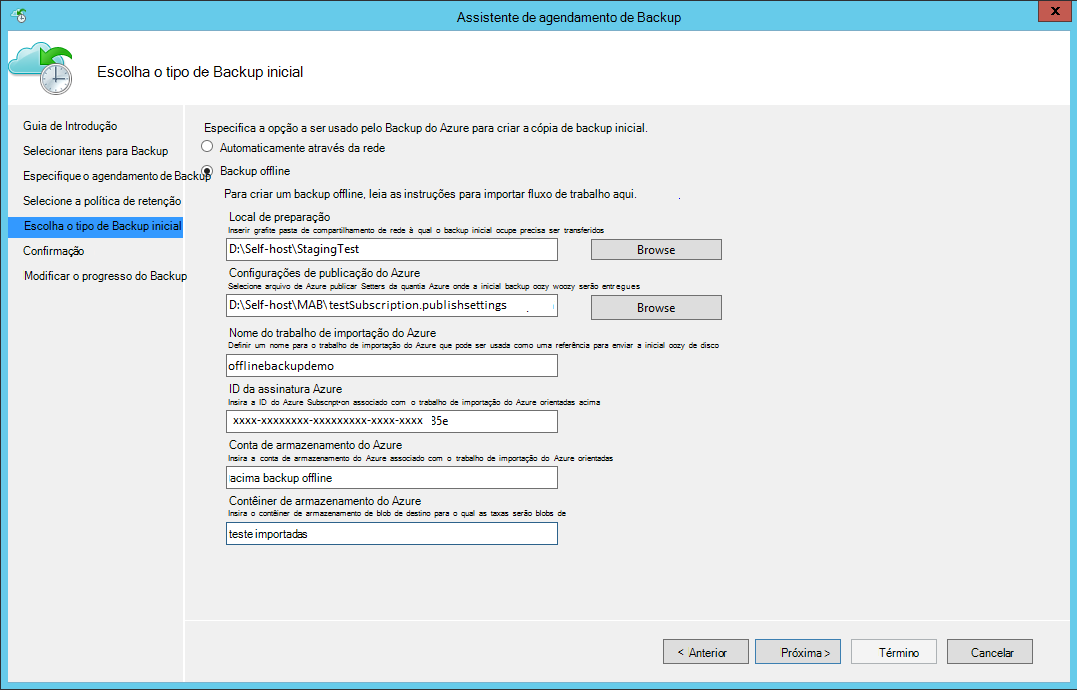 Assistente de agendamento de Backup
x
Escolha o tipo de Backup inicial
Guia de Introdução
Selecionar itens para Backup
Especifique o agendamento de Backup
Selecione a política de retenção
Escolha o tipo de Backup inicial
Confirmação
Modificar o progresso do Backup
Especifica a opção a ser usado pelo Backup do Azure para criar a cópia de backup inicial.
Automaticamente através da rede
Backup offline
Para criar um backup offline, leia as instruções para importar fluxo de trabalho aqui.
Local de preparação
Inserir grafite pasta de compartilhamento de rede à qual o backup inicial ocupe precisa ser transferidos
D:\Self-host\StagingTest
Browse
Configurações de publicação do Azure
Selecione arquivo de Azure publicar Setters da quantia Azure onde a inicial backup oozy woozy serão entregues
D:\Self-host\MAB\testSubscription.publishsettings
Browse
Nome do trabalho de importação do Azure
Definir um nome para o trabalho de importação do Azure que pode ser usada como uma referência para enviar a inicial oozy de disco
offlinebackupdemo
ID da assinatura Azure
Insira a ID do Azure Subscnpt›on associado com o trabalho de importação do Azure orientadas acima
xxxx-xxxxxxxx-xxxxxxxxx-xxxx-xxxx 35e
Conta de armazenamento do Azure
Insira a conta de armazenamento do Azure associado com o trabalho de importação do Azure orientadas
acima backup offline
Contêiner de armazenamento do Azure
Insira o contêiner de armazenamento de blob de destino para o qual as taxas serão blobs de
teste importadas
< Anterior
Próxima >
Término
Cancelar